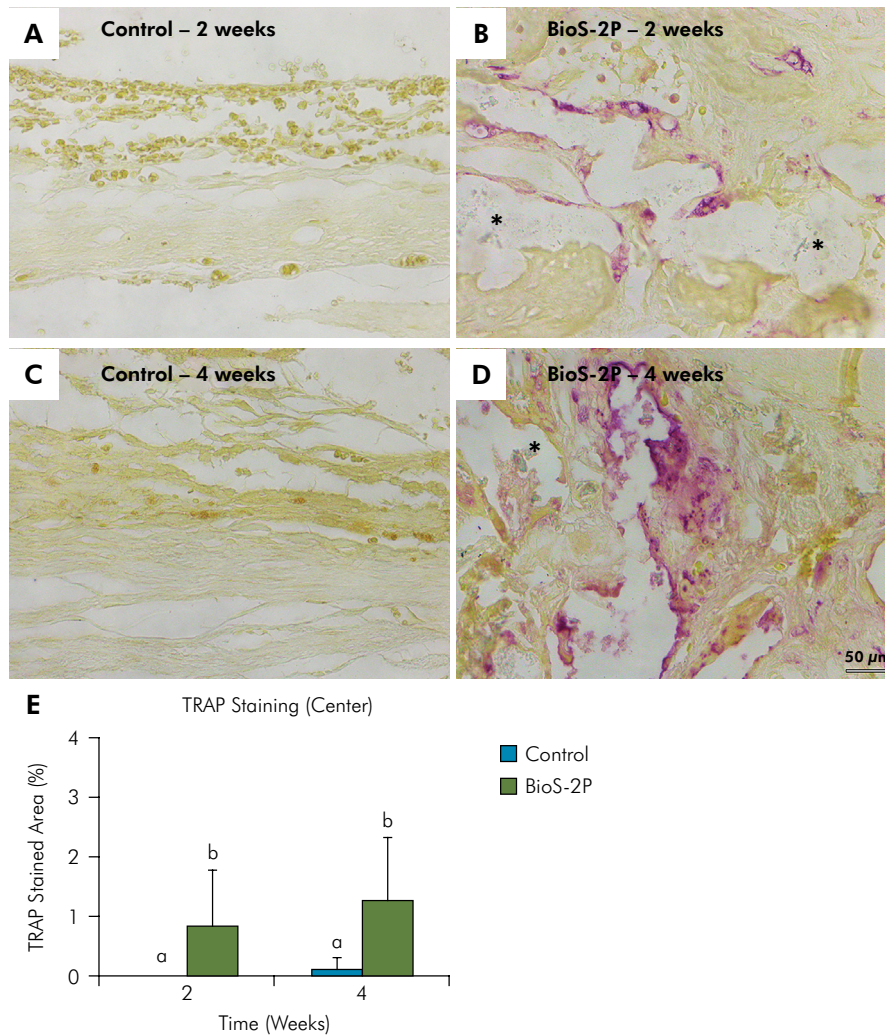 A
Control – 2 weeks
B
BioS-2P – 2 weeks
*
*
C
Control – 4 weeks
D
BioS-2P – 4 weeks
*
50 µm
E
TRAP Staining (Center)
TRAP Stained Area (%)
4
3
2
1
0
a
b
a
b
2
4
Time (Weeks)
Control
BioS-2P